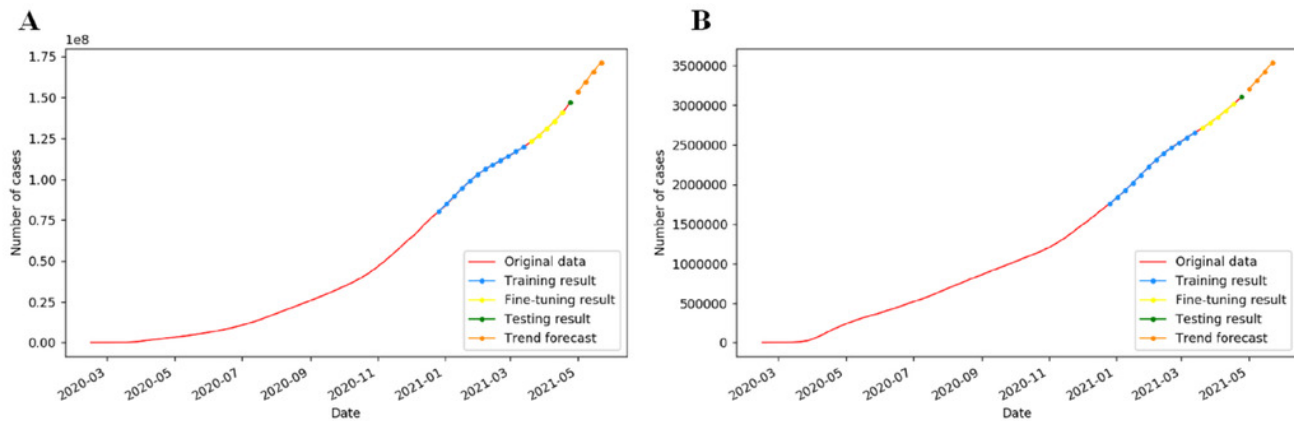 A
1e8
1.75
1.50
1.25
1.00
0.75
0.50
0.25
0.00
Number of cases
2020-03
2020-05
2020-07
2020-09
2020-11
2021-01
2021-03
2021-05
Date
Original data
Training result
Fine-tuning result
Testing result
Trend forecast
B
3500000
3000000
2500000
2000000
1500000
1000000
500000
0
Number of cases
2020-03
2020-05
2020-07
2020-09
2020-11
2021-01
2021-03
2021-05
Date
Original data
Training result
Fine-tuning result
Testing result
Trend forecast